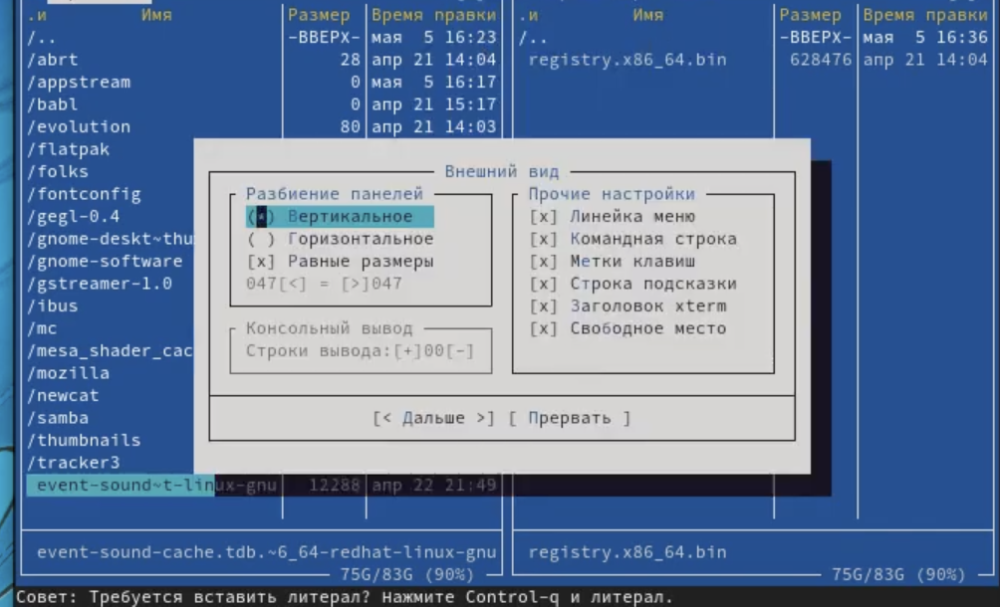 .и Имя Размер Время правки
/.. -ВВЕРХ- мая 5 16:23
/abrt 28 апр 21 14:04
/appstream 0 мая 5 16:17
/babl 0 апр 21 15:17
/evolution 80 апр 21 14:03
/flatpak
/folks
/fontconfig
/gegl-0.4
/gnome-deskt~thu
/gnome-software
/gstreamer-1.0
/ibus
/mc
/mesa_shader_cac
/mozilla
/newcat
/samba
/thumbnails
/tracker3
event-sound~t-linux-gnu 12288 апр 22 21:49
event-sound-cache.tdb.~6_64-redhat-linux-gnu
75G/83G (90%)
.и Имя Размер Время правки
/.. -ВВЕРХ- мая 5 16:36
registry.x86_64.bin 628476 апр 21 14:04
registry.x86_64.bin
75G/83G (90%)
Внешний вид
Разбиение панелей
(*) Вертикальное
( ) Горизонтальное
[x] Равные размеры
047[<] = [>]047
Консольный вывод
Строки вывода:[+]00[-]
Прочие настройки
[x] Линейка меню
[x] Командная строка
[x] Метки клавиш
[x] Строка подсказки
[x] Заголовок xterm
[x] Свободное место
[< Дальше >] [ Прервать ]
Совет: Требуется вставить литерал? Нажмите Control-q и литерал.